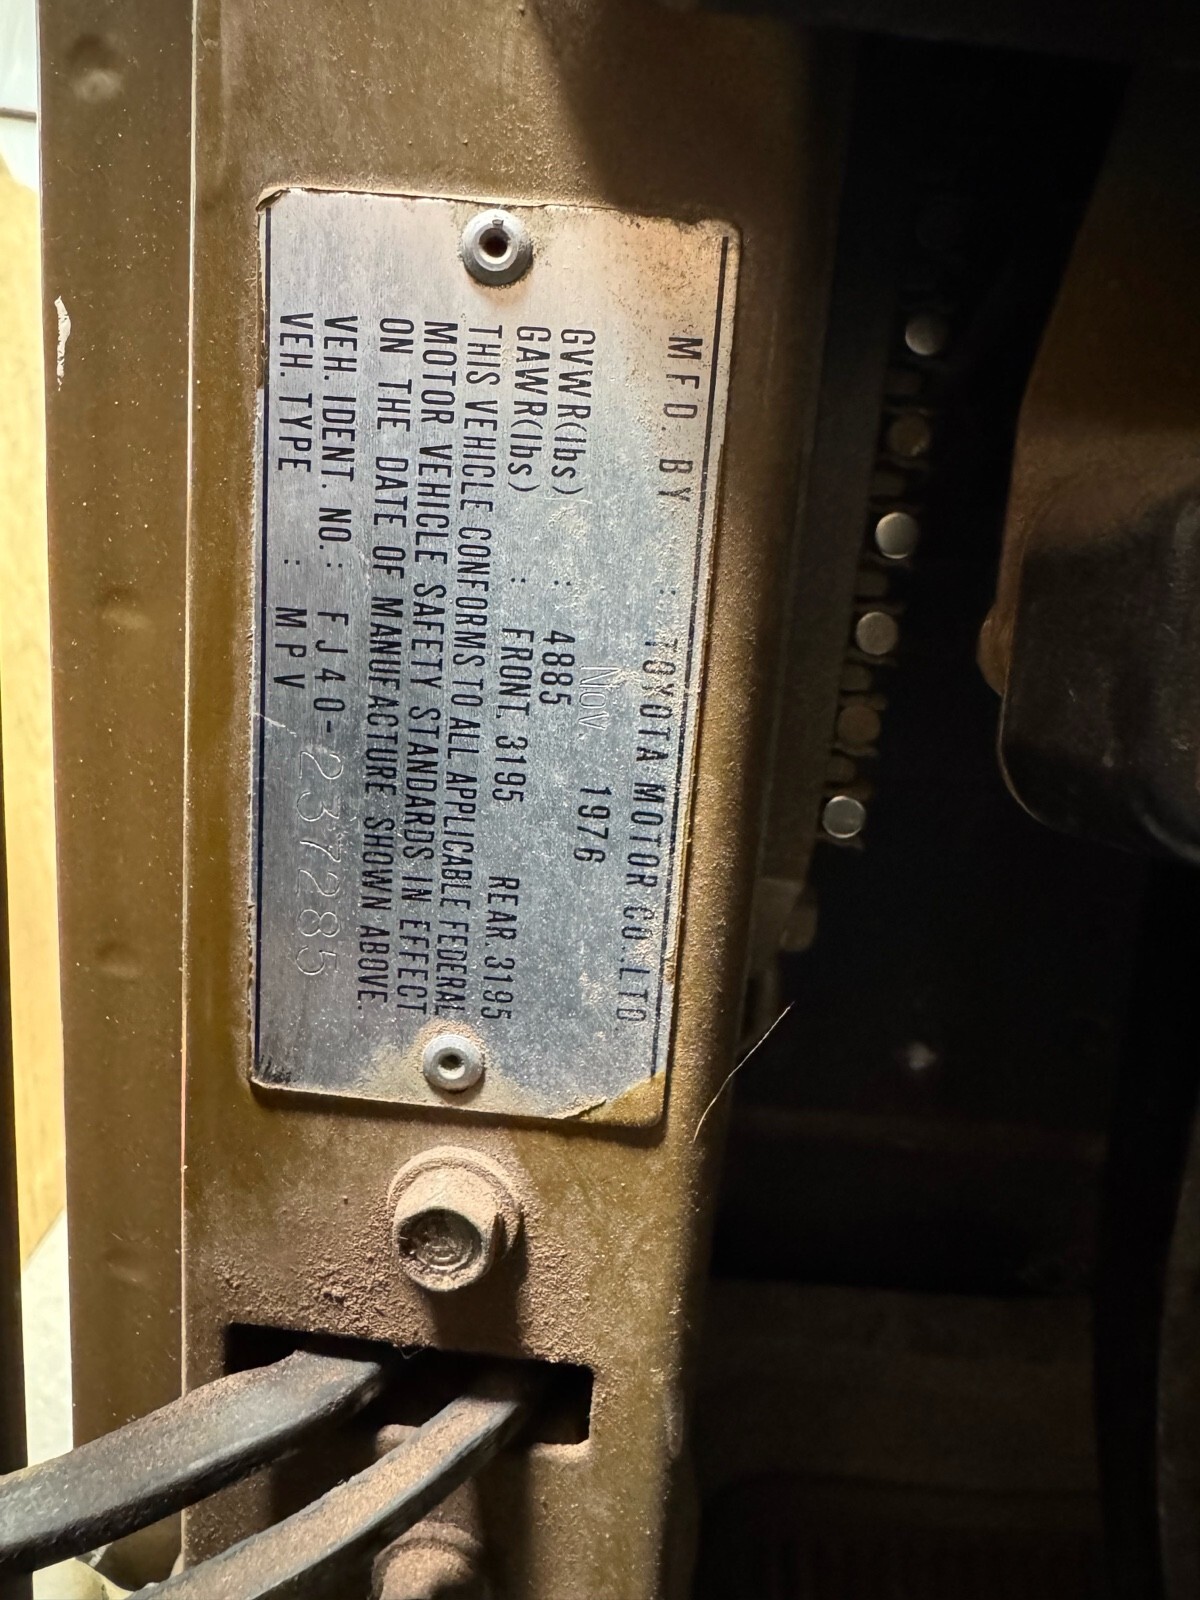 MFD. BY : TOYOTA MOTOR CO., LTD.
Nov. 1976
GVWR(lbs) : 4885
GAWR(lbs) : FRONT. 3195 REAR. 3195
THIS VEHICLE CONFORMS TO ALL APPLICABLE FEDERAL
MOTOR VEHICLE SAFETY STANDARDS IN EFFECT
ON THE DATE OF MANUFACTURE SHOWN ABOVE.
VEH. IDENT. NO. : FJ40-237285
VEH. TYPE : MPV